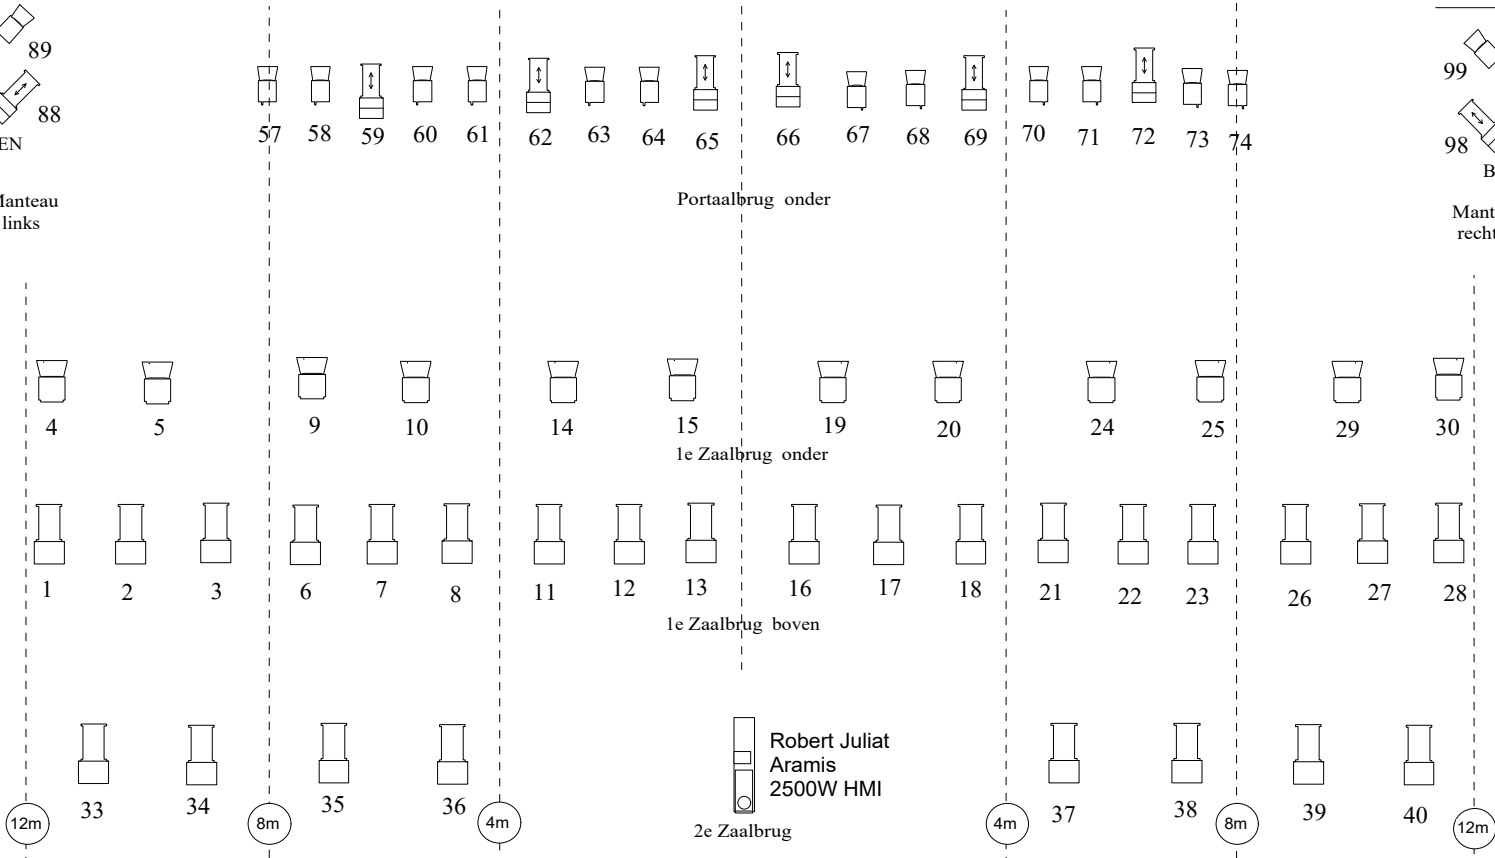 89
99
88
98
EN
B
57 58 59 60 61 62 63 64 65 66 67 68 69 70 71 72 73 74
Portaalbrug onder
links
4 5 9 10 14 15 19 20 24 25 29 30
1e Zaalbrug onder
1 2 3 6 7 8 11 12 13 16 17 18 21 22 23 26 27 28
1e Zaalbrug boven
Robert Juliat
Aramis
2500W HMI
33 34 35 36 37 38 39 40
12m 8m 4m 4m 8m 12m
2e Zaalbrug